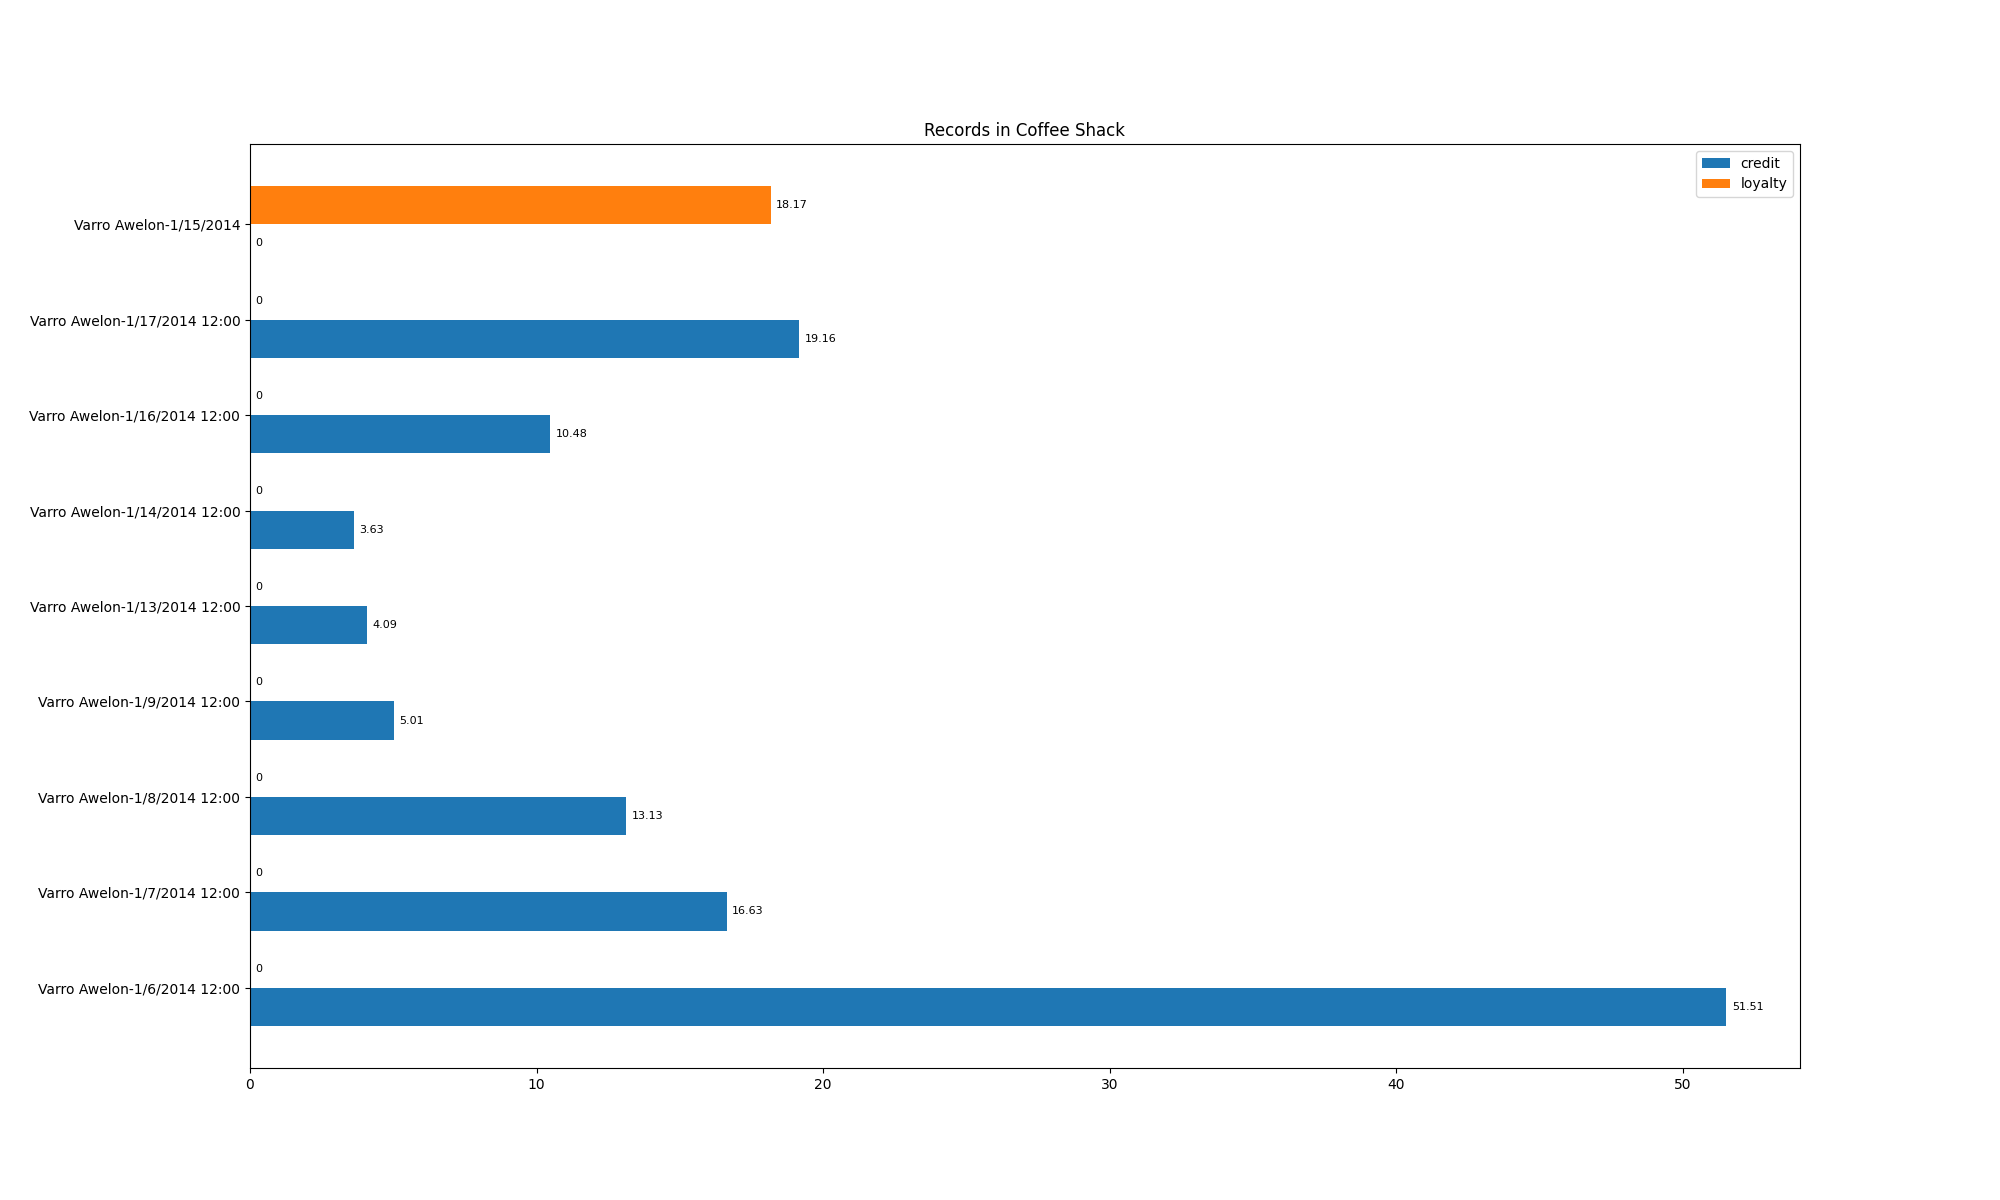 Records in Coffee Shack
credit
loyalty
18.17
Varro Awelon-1/15/2014
0
0
Varro Awelon-1/17/2014 12:00
19.16
0
Varro Awelon-1/16/2014 12:00
10.48
0
Varro Awelon-1/14/2014 12:00
3.63
0
Varro Awelon-1/13/2014 12:00
4.09
0
Varro Awelon-1/9/2014 12:00
5.01
0
Varro Awelon-1/8/2014 12:00
13.13
0
Varro Awelon-1/7/2014 12:00
16.63
0
Varro Awelon-1/6/2014 12:00
51.51
0 10 20 30 40 50